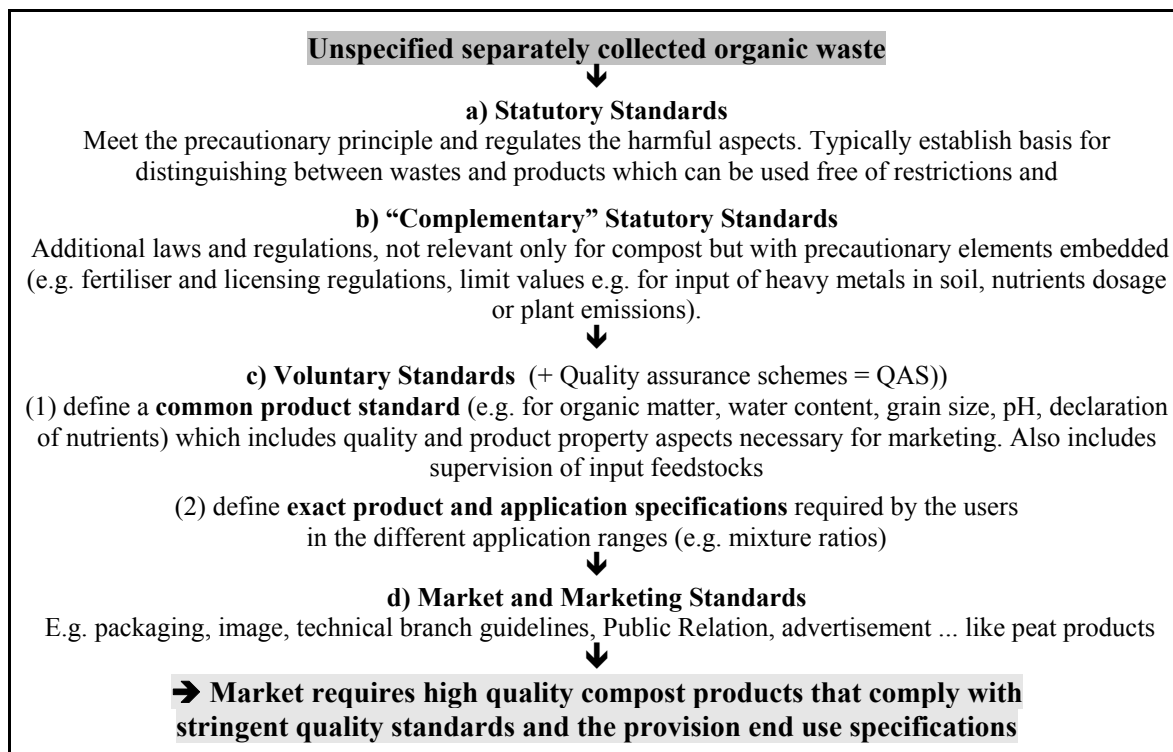 Unspecified separately collected organic waste
🡻
a) Statutory Standards
Meet the precautionary principle and regulates the harmful aspects. Typically establish basis for
distinguishing between wastes and products which can be used free of restrictions and
b) “Complementary” Statutory Standards
Additional laws and regulations, not relevant only for compost but with precautionary elements embedded
(e.g. fertiliser and licensing regulations, limit values e.g. for input of heavy metals in soil, nutrients dosage
or plant emissions).
🡻
c) Voluntary Standards (+ Quality assurance schemes = QAS))
(1) define a common product standard (e.g. for organic matter, water content, grain size, pH, declaration
of nutrients) which includes quality and product property aspects necessary for marketing. Also includes
supervision of input feedstocks
(2) define exact product and application specifications required by the users
in the different application ranges (e.g. mixture ratios)
🡻
d) Market and Marketing Standards
E.g. packaging, image, technical branch guidelines, Public Relation, advertisement ... like peat products
🡻
➔ Market requires high quality compost products that comply with
stringent quality standards and the provision end use specifications